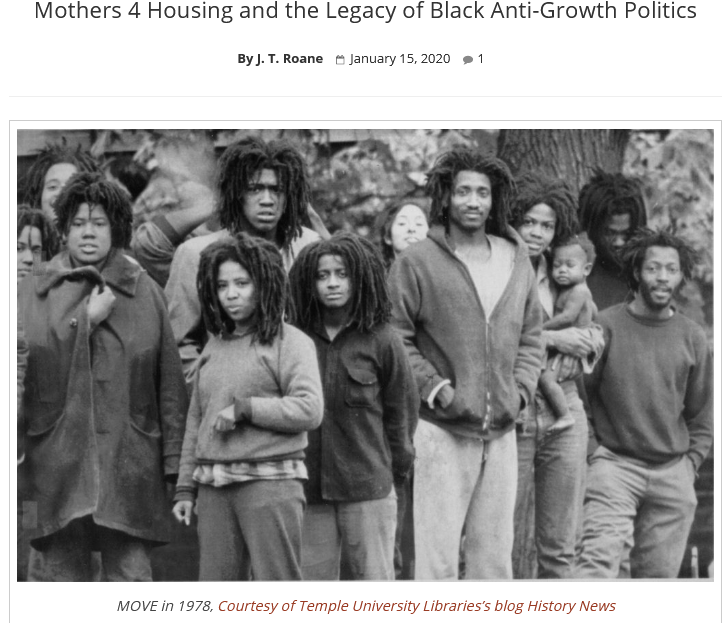 Mothers 4 Housing and the Legacy of Black Anti-Growth Politics
By J. T. Roane January 15, 2020 1
MOVE in 1978, Courtesy of Temple University Libraries's blog History News